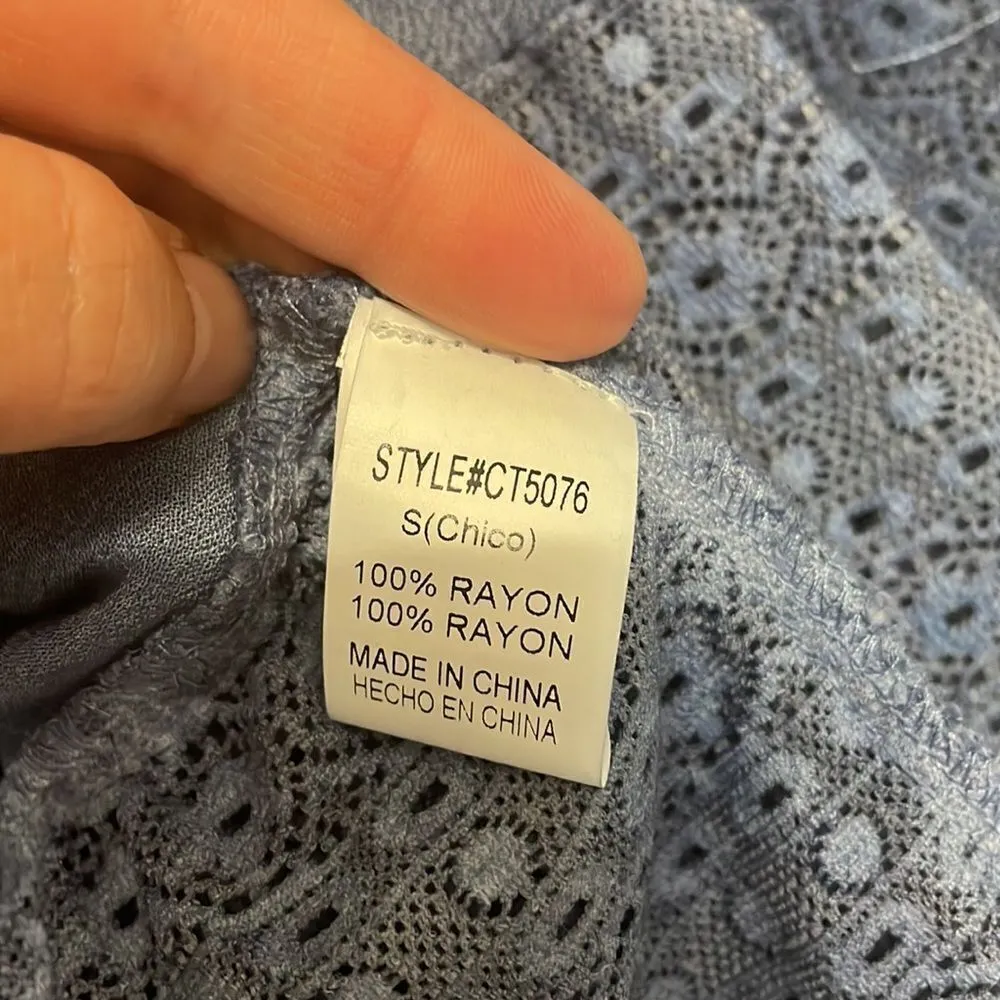 STYLE#CT5076
S(Chico)
100% RAYON
100% RAYON
MADE IN CHINA
HECHO EN CHINA